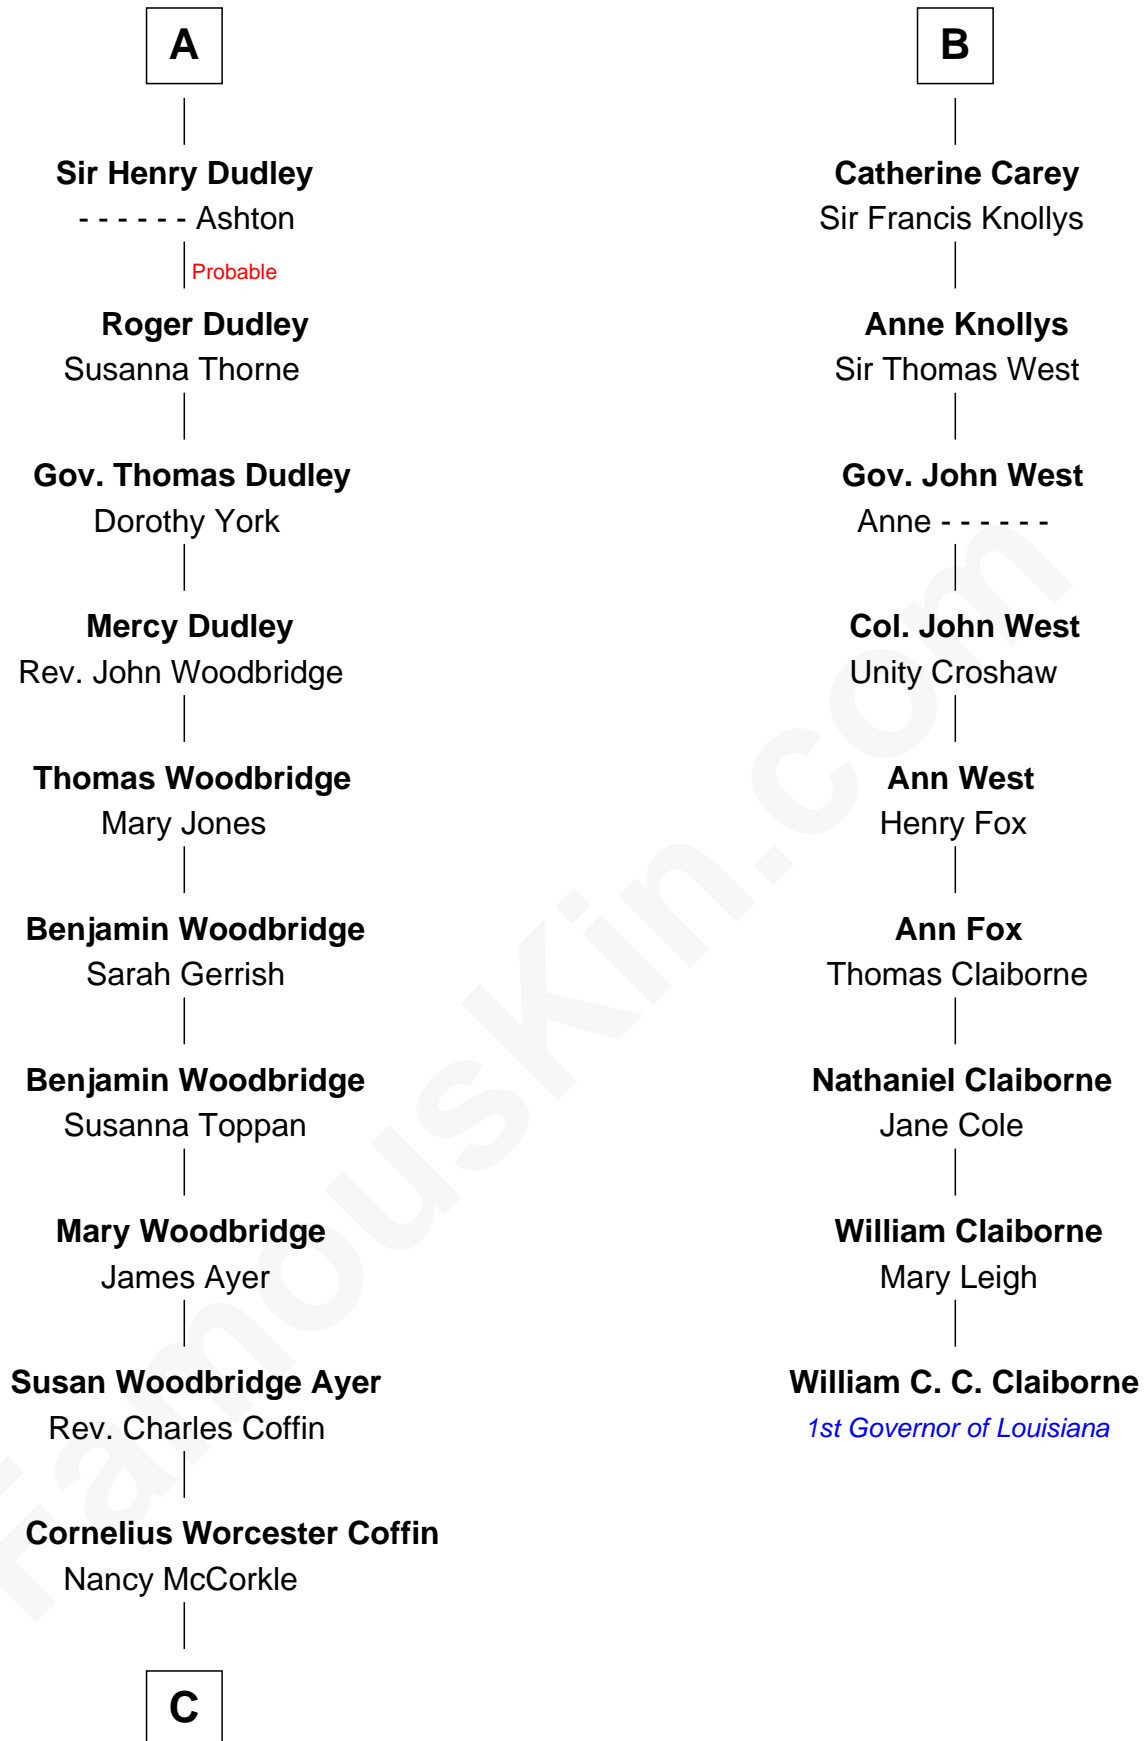 A
Sir Henry Dudley
- - - - - - Ashton
Probable
Roger Dudley
Susanna Thorne
Gov. Thomas Dudley
Dorothy York
Mercy Dudley
Rev. John Woodbridge
Thomas Woodbridge
Mary Jones
Benjamin Woodbridge
Sarah Gerrish
Benjamin Woodbridge
Susanna Toppan
Mary Woodbridge
James Ayer
Susan Woodbridge Ayer
Rev. Charles Coffin
Cornelius Worcester Coffin
Nancy McCorkle
C
B
Catherine Carey
Sir Francis Knollys
Anne Knollys
Sir Thomas West
Gov. John West
Anne - - - - - -
Col. John West
Unity Croshaw
Ann West
Henry Fox
Ann Fox
Thomas Claiborne
Nathaniel Claiborne
Jane Cole
William Claiborne
Mary Leigh
William C. C. Claiborne
1st Governor of Louisiana
FamousKin.com